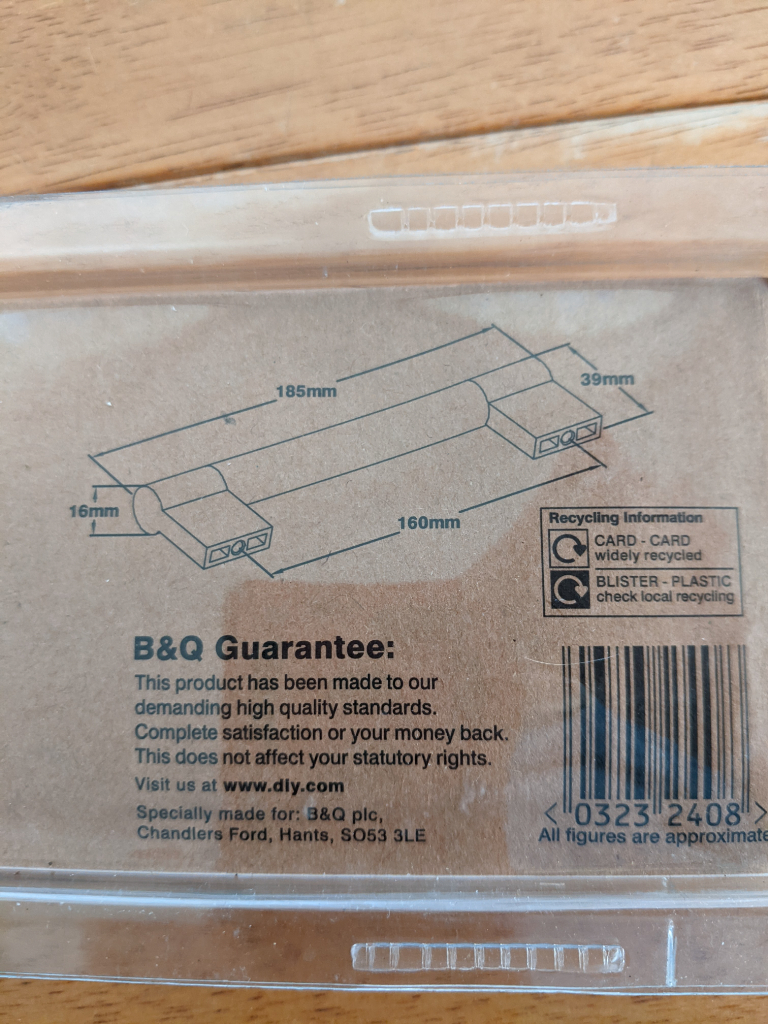 185mm
39mm
16mm
160mm
Recycling Information
CARD - CARD
widely recycled
BLISTER - PLASTIC
check local recycling
B&Q Guarantee:
This product has been made to our
demanding high quality standards.
Complete satisfaction or your money back.
This does not affect your statutory rights.
Visit us at www.diy.com
Specially made for: B&Q plc,
Chandlers Ford, Hants, SO53 3LE
< 0323 2408 >
All figures are approximate